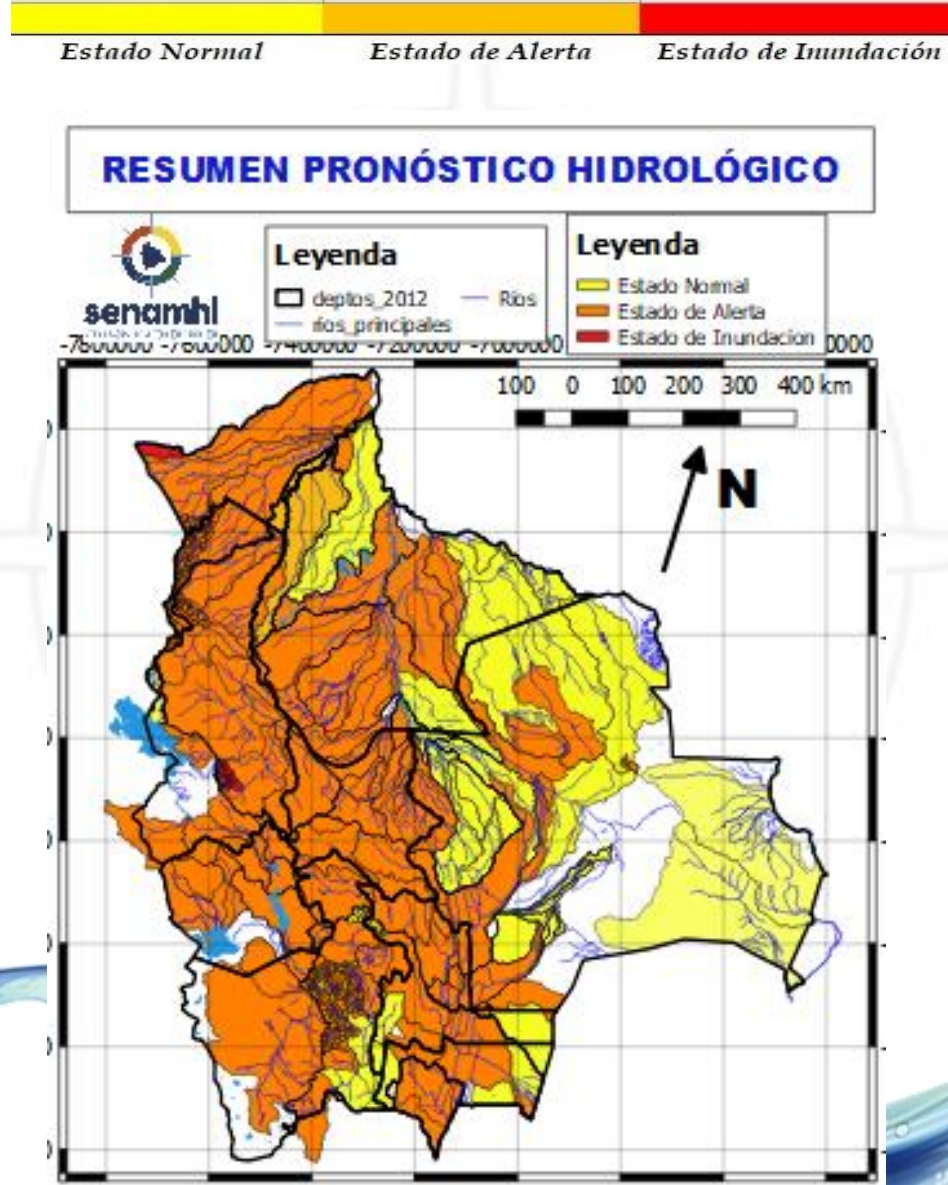 Estado Normal Estado de Alerta Estado de Inundación
RESUMEN PRONÓSTICO HIDROLÓGICO
senamhi
Leyenda
deptos_2012 Rios
rios_principales
Leyenda
Estado Normal
Estado de Alerta
Estado de Inundacion
-7600000 -7400000 -7200000 -7000000 0000
100 0 100 200 300 400 km
N